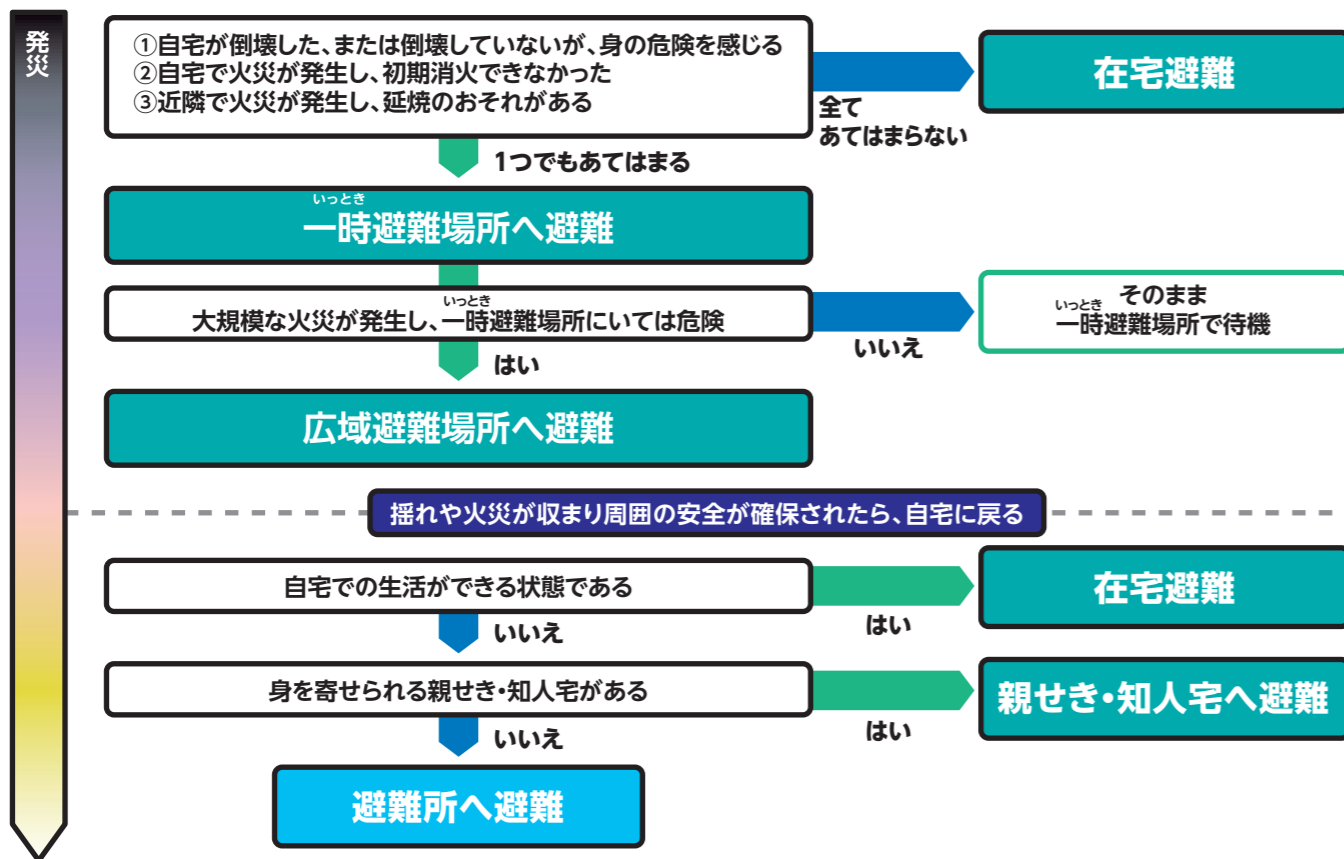 発災
①自宅が倒壊した、または倒壊していないが、身の危険を感じる
②自宅で火災が発生し、初期消火できなかった
③近隣で火災が発生し、延焼のおそれがある
全て
あてはまらない
在宅避難
1つでもあてはまる
いっとき
一時避難場所へ避難
いっとき
大規模な火災が発生し、一時避難場所にいては危険
いいえ
そのまま
いっとき
一時避難場所で待機
はい
広域避難場所へ避難
揺れや火災が収まり周囲の安全が確保されたら、自宅に戻る
自宅での生活ができる状態である
はい
在宅避難
いいえ
身を寄せられる親せき・知人宅がある
はい
親せき・知人宅へ避難
いいえ
避難所へ避難